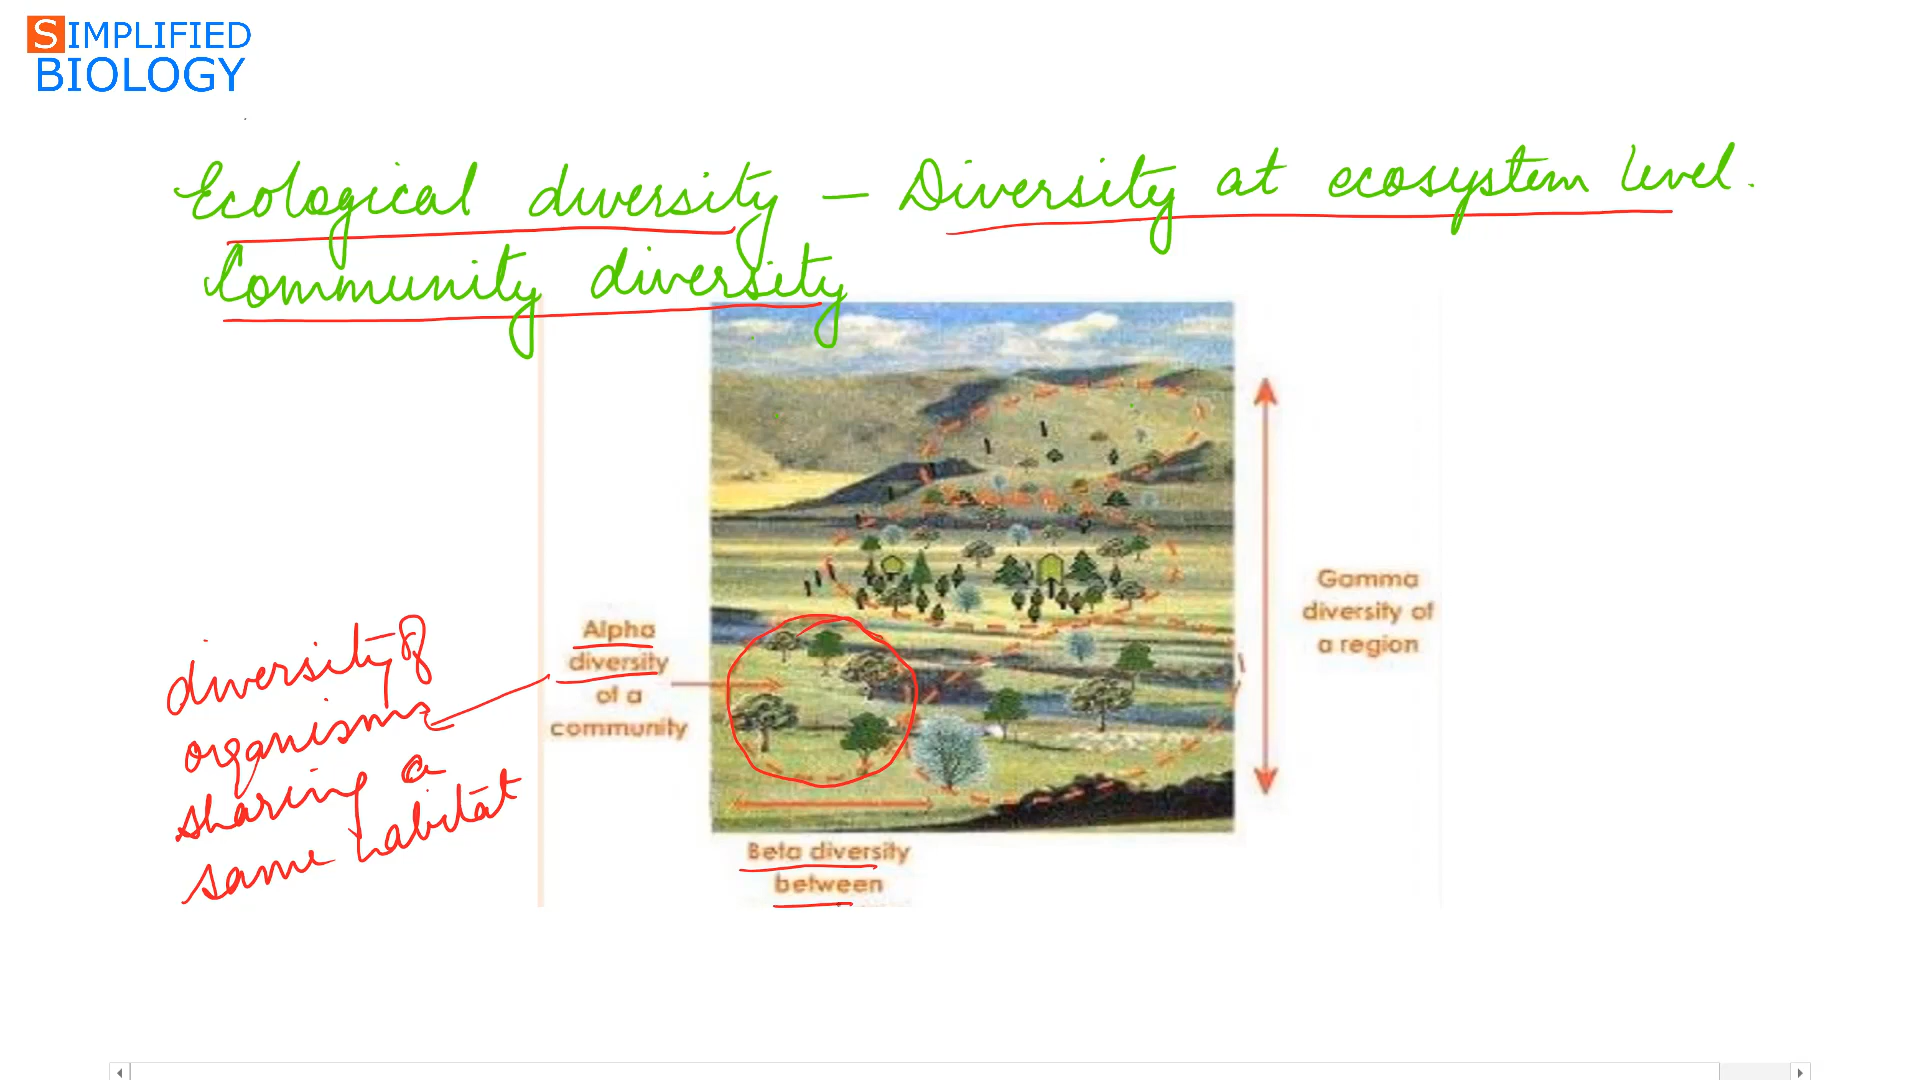 SIMPLIFIED
BIOLOGY
Ecological diversity – Diversity at ecosystem level.
Community diversity
Alpha
diversity
of a
community
diversity of
organisms
sharing a
same habitat
Gamma
diversity of
a region
Beta diversity
between